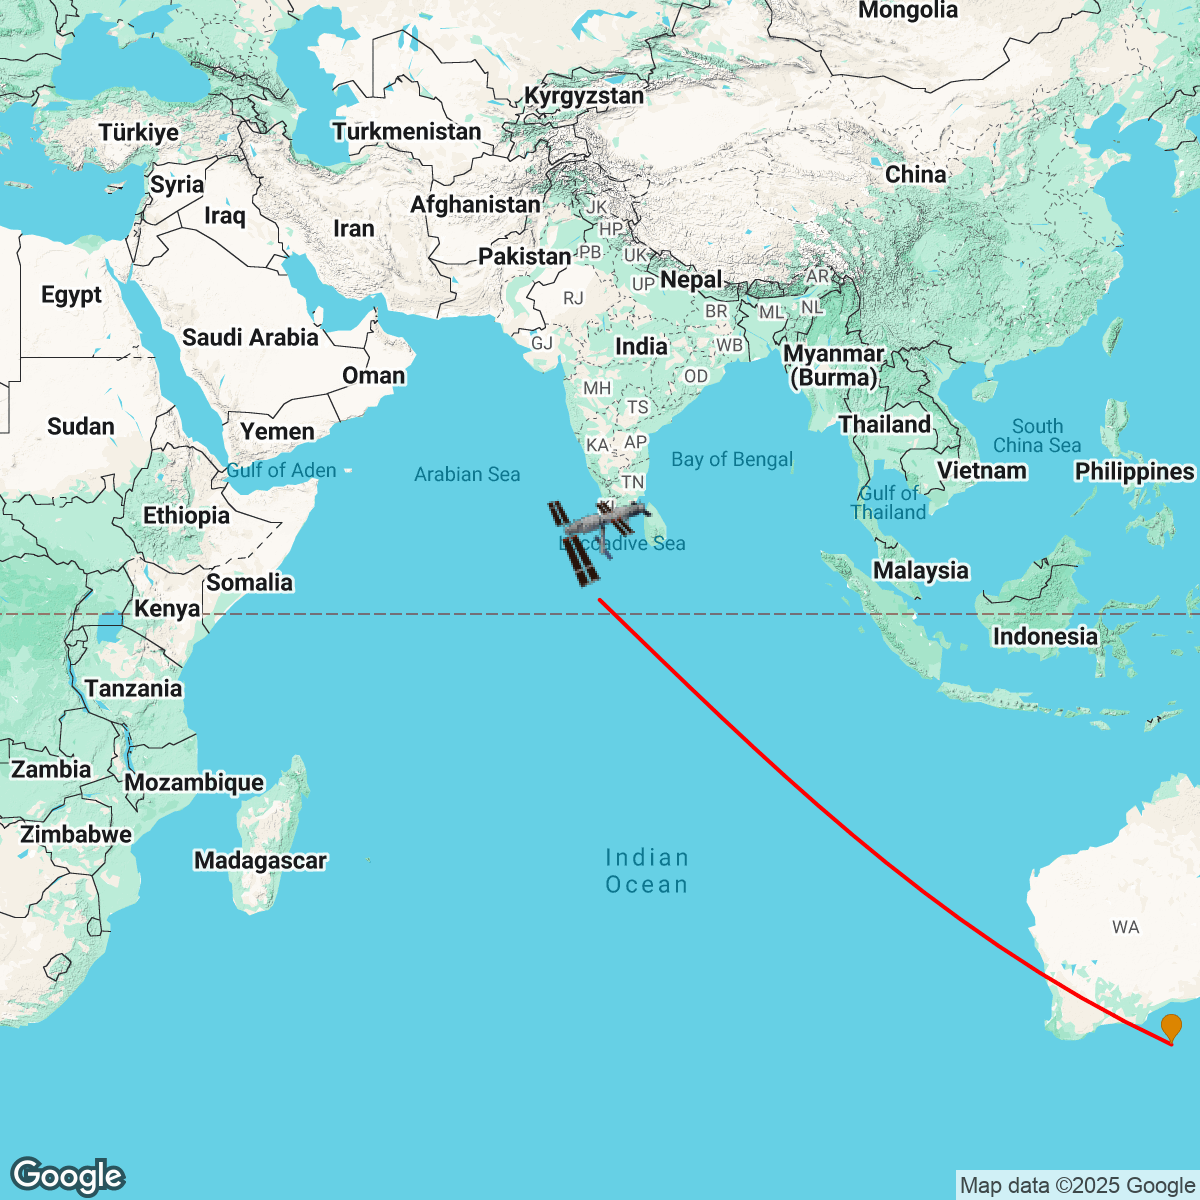 Mongolia
Kyrgyzstan
Türkiye
Turkmenistan
China
Syria
Afghanistan
JK
Iraq
Iran
HP
Pakistan
PB
UK
Nepal
AR
UP
Egypt
RJ
BR
ML
NL
Saudi Arabia
GJ
India
WB
Myanmar
(Burma)
Oman
MH
OD
TS
Sudan
Yemen
KA
AP
Thailand
South
China Sea
Gulf of Aden
Arabian Sea
Bay of Bengal
Vietnam
Philippines
TN
Gulf of
Thailand
Ethiopia
Laccadive Sea
Malaysia
Somalia
Kenya
Indonesia
Tanzania
Zambia
Mozambique
Zimbabwe
Madagascar
Indian
Ocean
WA
Google
Map data ©2025 Google